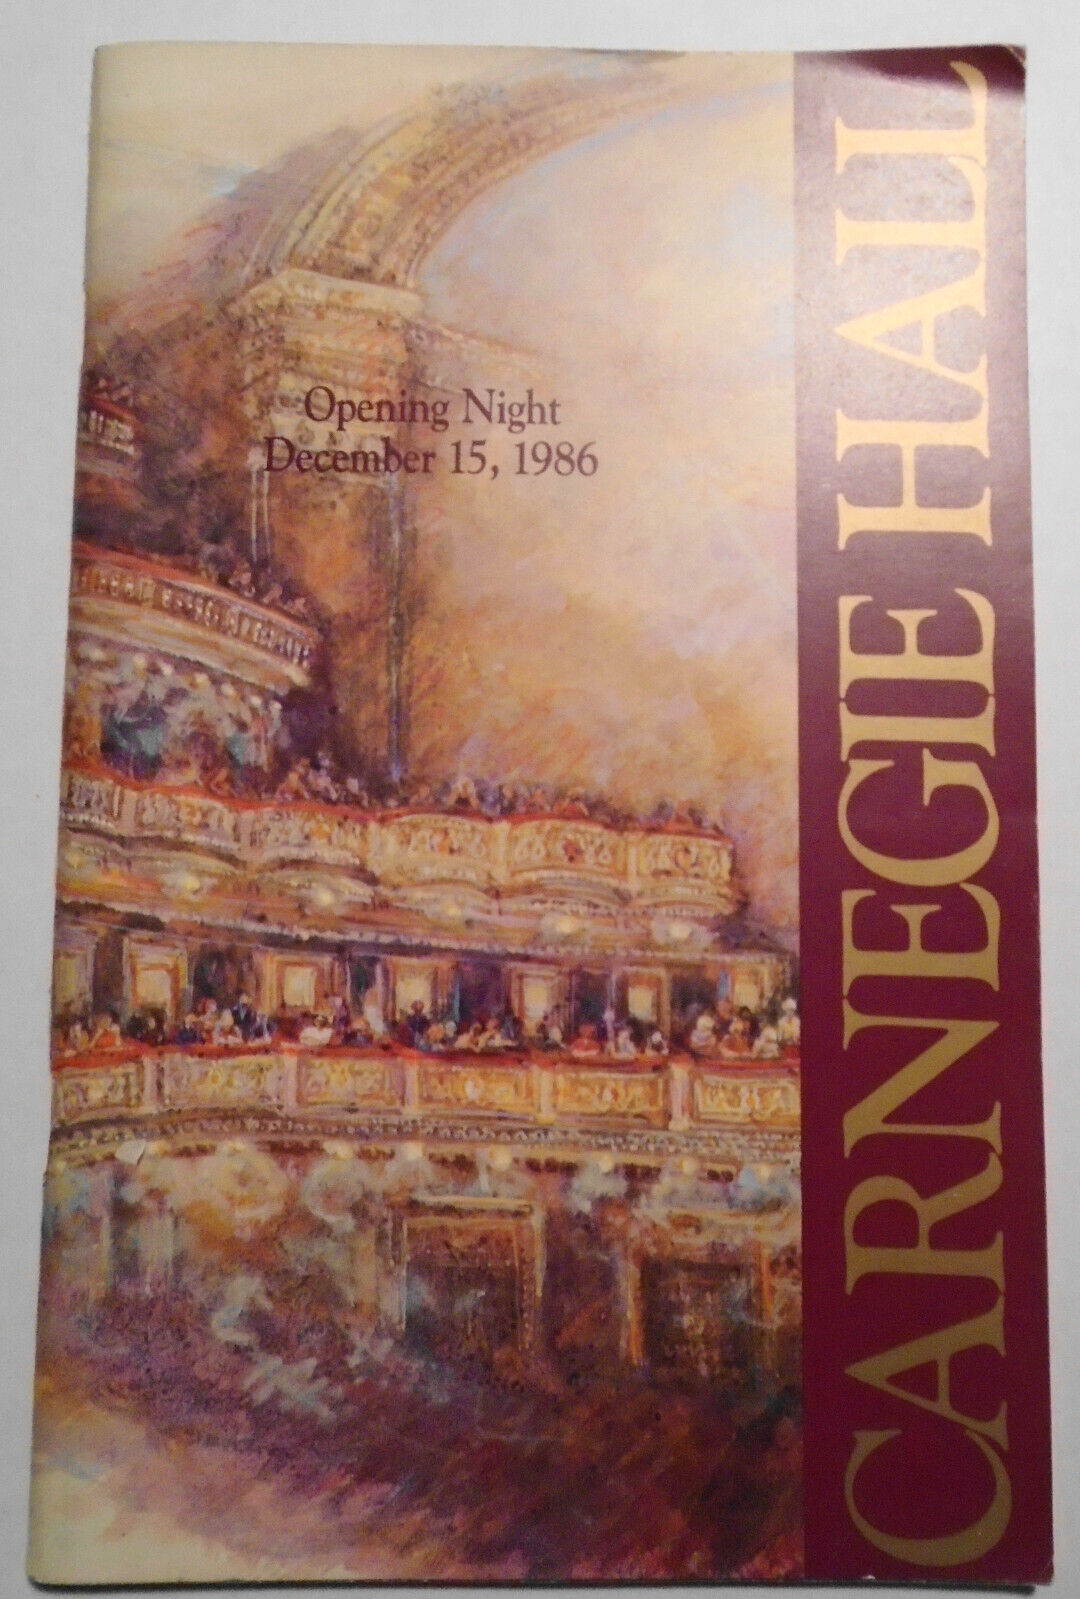 Opening Night
December 15, 1986
CARNEGIE HALL